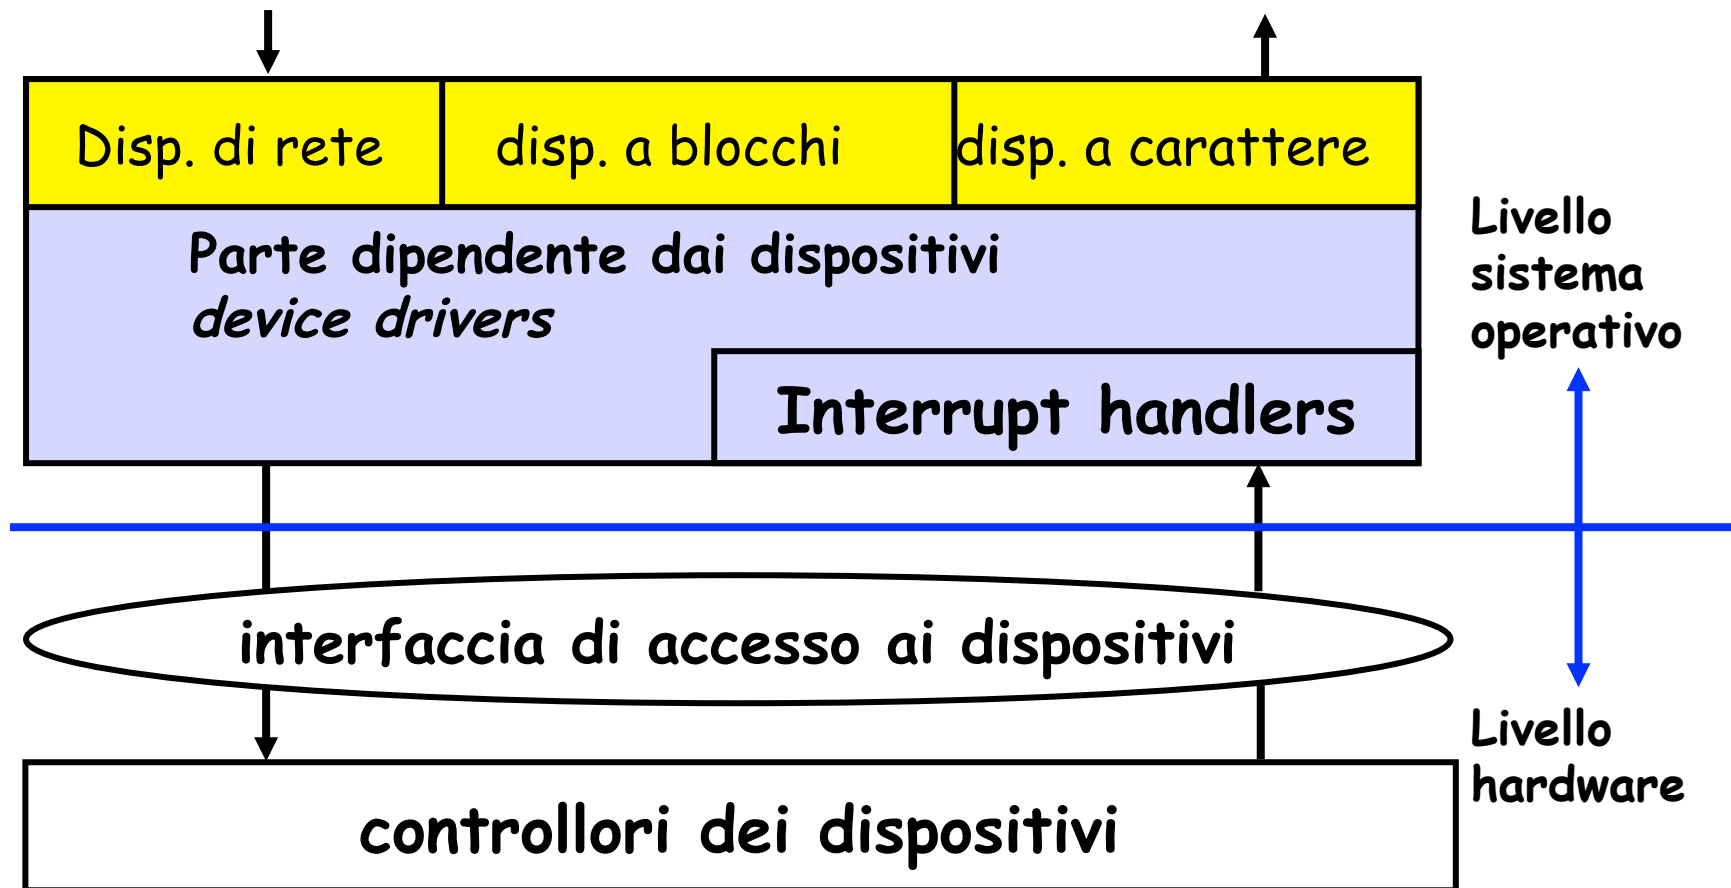 Disp. di rete
disp. a blocchi
disp. a carattere
Parte dipendente dai dispositivi
device drivers
Interrupt handlers
Livello
sistema
operativo
interfaccia di accesso ai dispositivi
Livello
hardware
controllori dei dispositivi